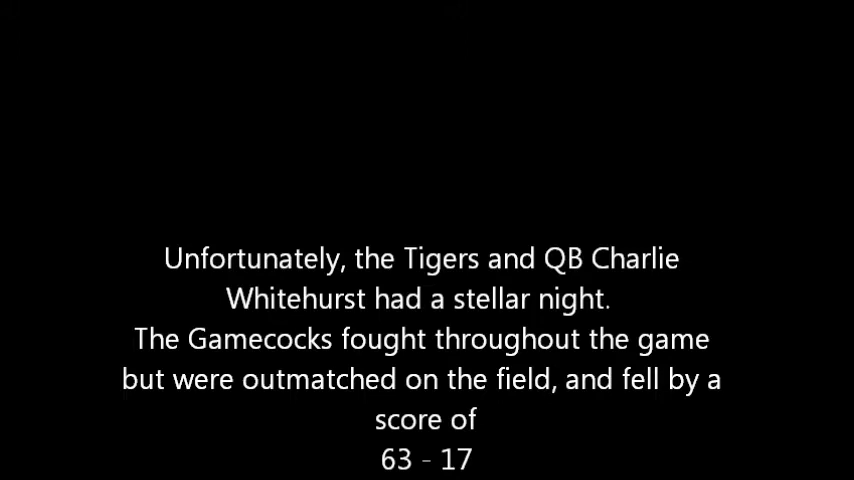 Unfortunately, the Tigers and QB Charlie
Whitehurst had a stellar night.
The Gamecocks fought throughout the game
but were outmatched on the field, and fell by a
score of
63 - 17